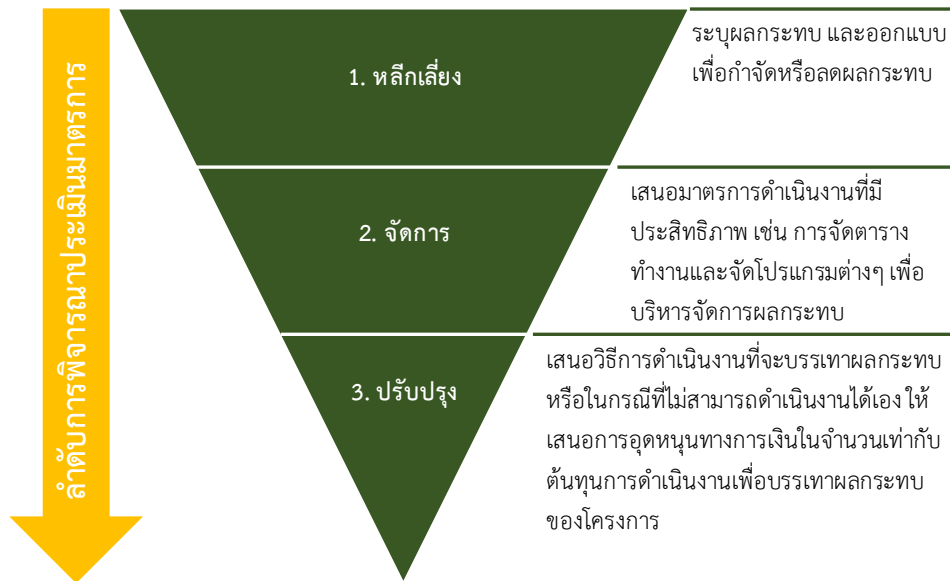 ลำดับการพิจารณาประเมินมาตรการ
1. หลีกเลี่ยง
ระบุผลกระทบ และออกแบบ
เพื่อกำจัดหรือลดผลกระทบ
2. จัดการ
เสนอมาตรการดำเนินงานที่มี
ประสิทธิภาพ เช่น การจัดตาราง
ทำงานและจัดโปรแกรมต่างๆ เพื่อ
บริหารจัดการผลกระทบ
3. ปรับปรุง
เสนอวิธีการดำเนินงานที่จะบรรเทาผลกระทบ
หรือในกรณีที่ไม่สามารถดำเนินงานได้เอง ให้
เสนอการอุดหนุนทางการเงินในจำนวนเท่ากับ
ต้นทุนการดำเนินงานเพื่อบรรเทาผลกระทบ
ของโครงการ